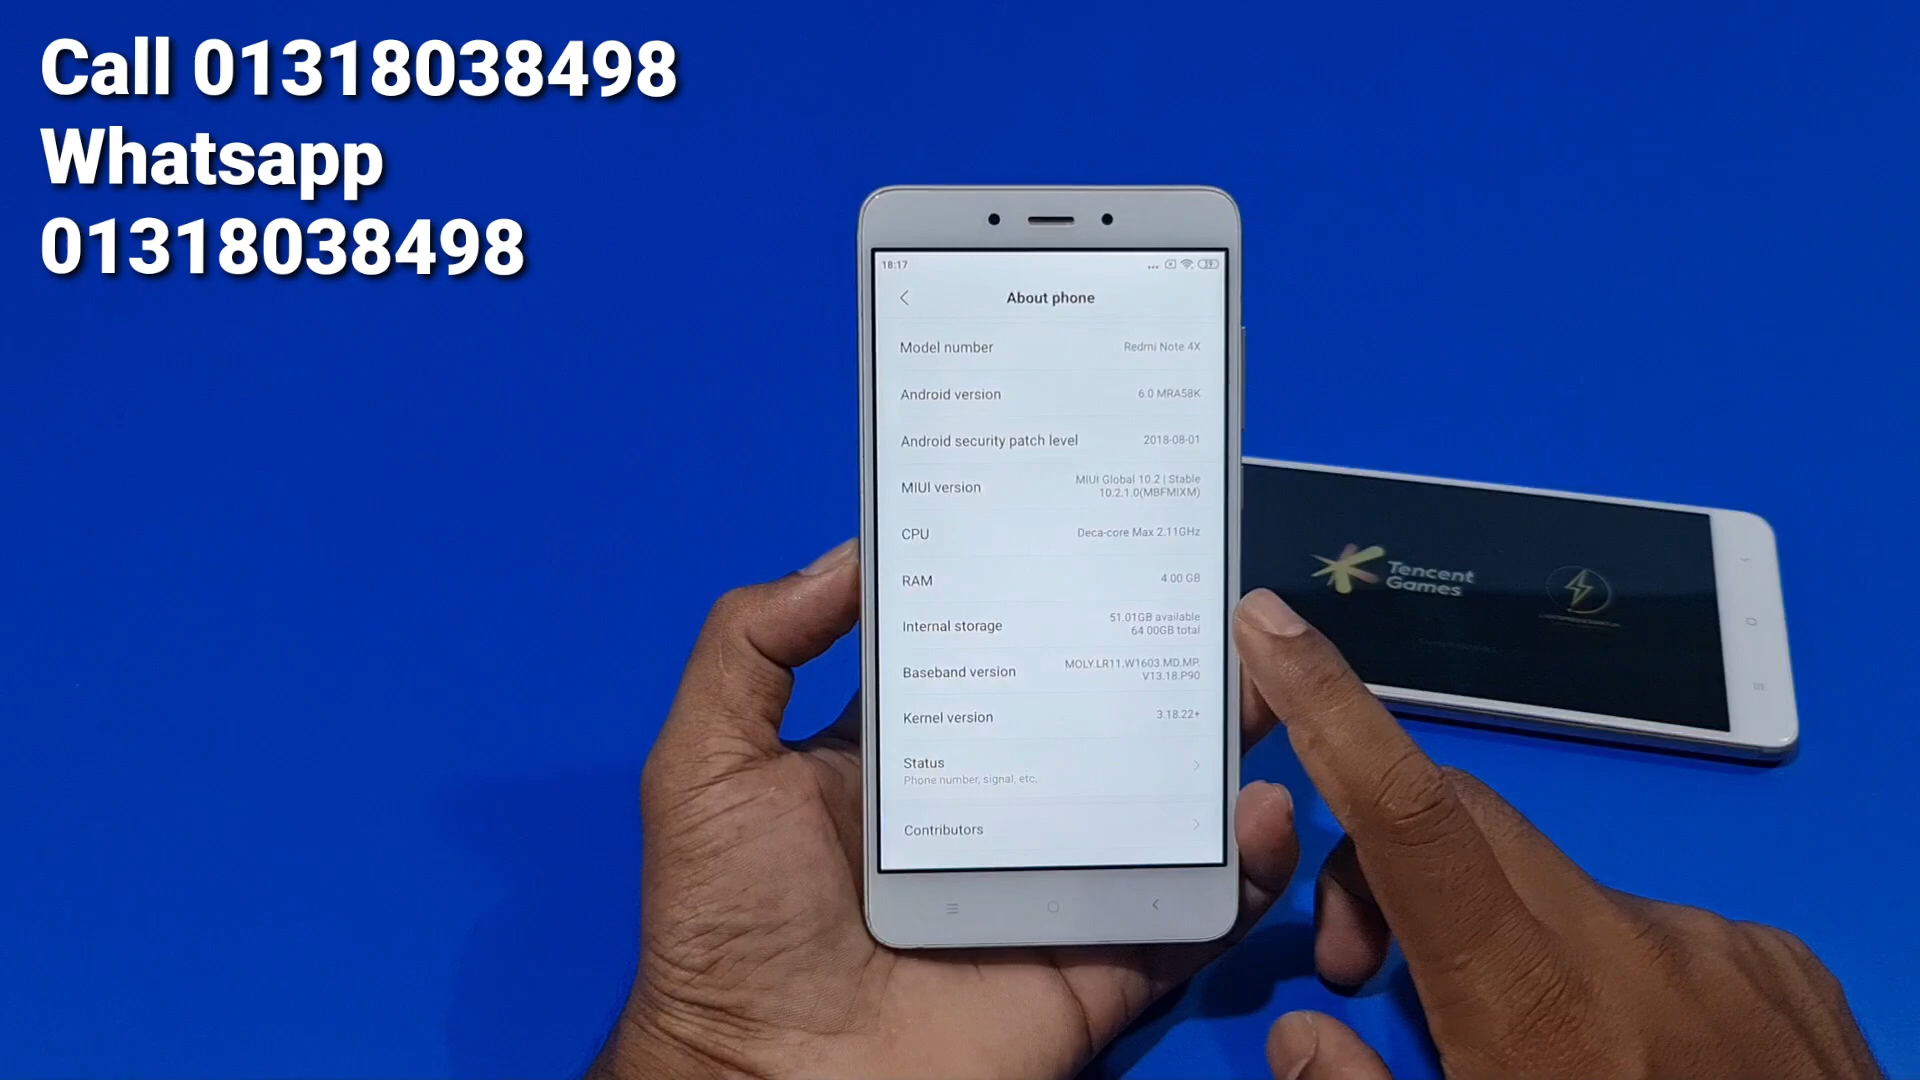 Call 01318038498
Whatsapp
01318038498
18:17
About phone
Model number Redmi Note 4X
Android version 6.0 MRA58K
Android security patch level 2018-08-01
MIUI version MIUI Global 10.2 | Stable
10.2.1.0(MBFMIXM)
CPU Deca-core Max 2.11GHz
RAM 4.00 GB
Internal storage 51.01GB available
64.00GB total
Baseband version MOLY.LR11.W1603.MD.MP.
V13.18.P90
Kernel version 3.18.22+
Status
Phone number, signal, etc.
Contributors
Tencent
Games